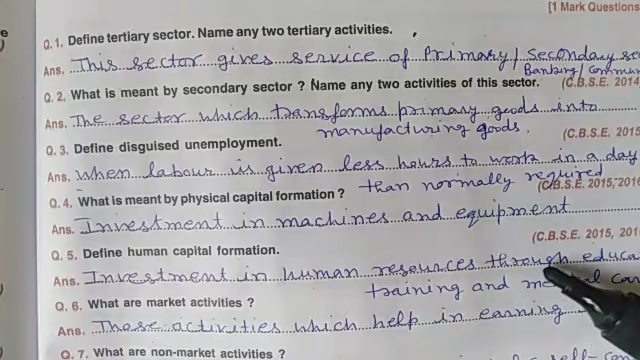 [1 Mark Questions
Q.1. Define tertiary sector. Name any two tertiary activities.
Ans. This sector gives service of Primary/Secondary se
Banking/Commun
Q. 2. What is meant by secondary sector ? Name any two activities of this sector. (C.B.S.E. 2014
Ans. The sector which transforms primary goods into
manufacturing goods. (C.B.S.E. 2015
Q. 3. Define disguised unemployment.
Ans. When labour is given less hours to work in a day
than normally required
Q. 4. What is meant by physical capital formation ? (C.B.S.E. 2015, 2016
Ans. Investment in machines and equipment
(C.B.S.E. 2015, 201
Q. 5. Define human capital formation.
Ans. Investment in human resources through educa
training and
Q. 6. What are market activities ?
Ans. Those activities which help in earning
Q. 7. What are non-market activities ?